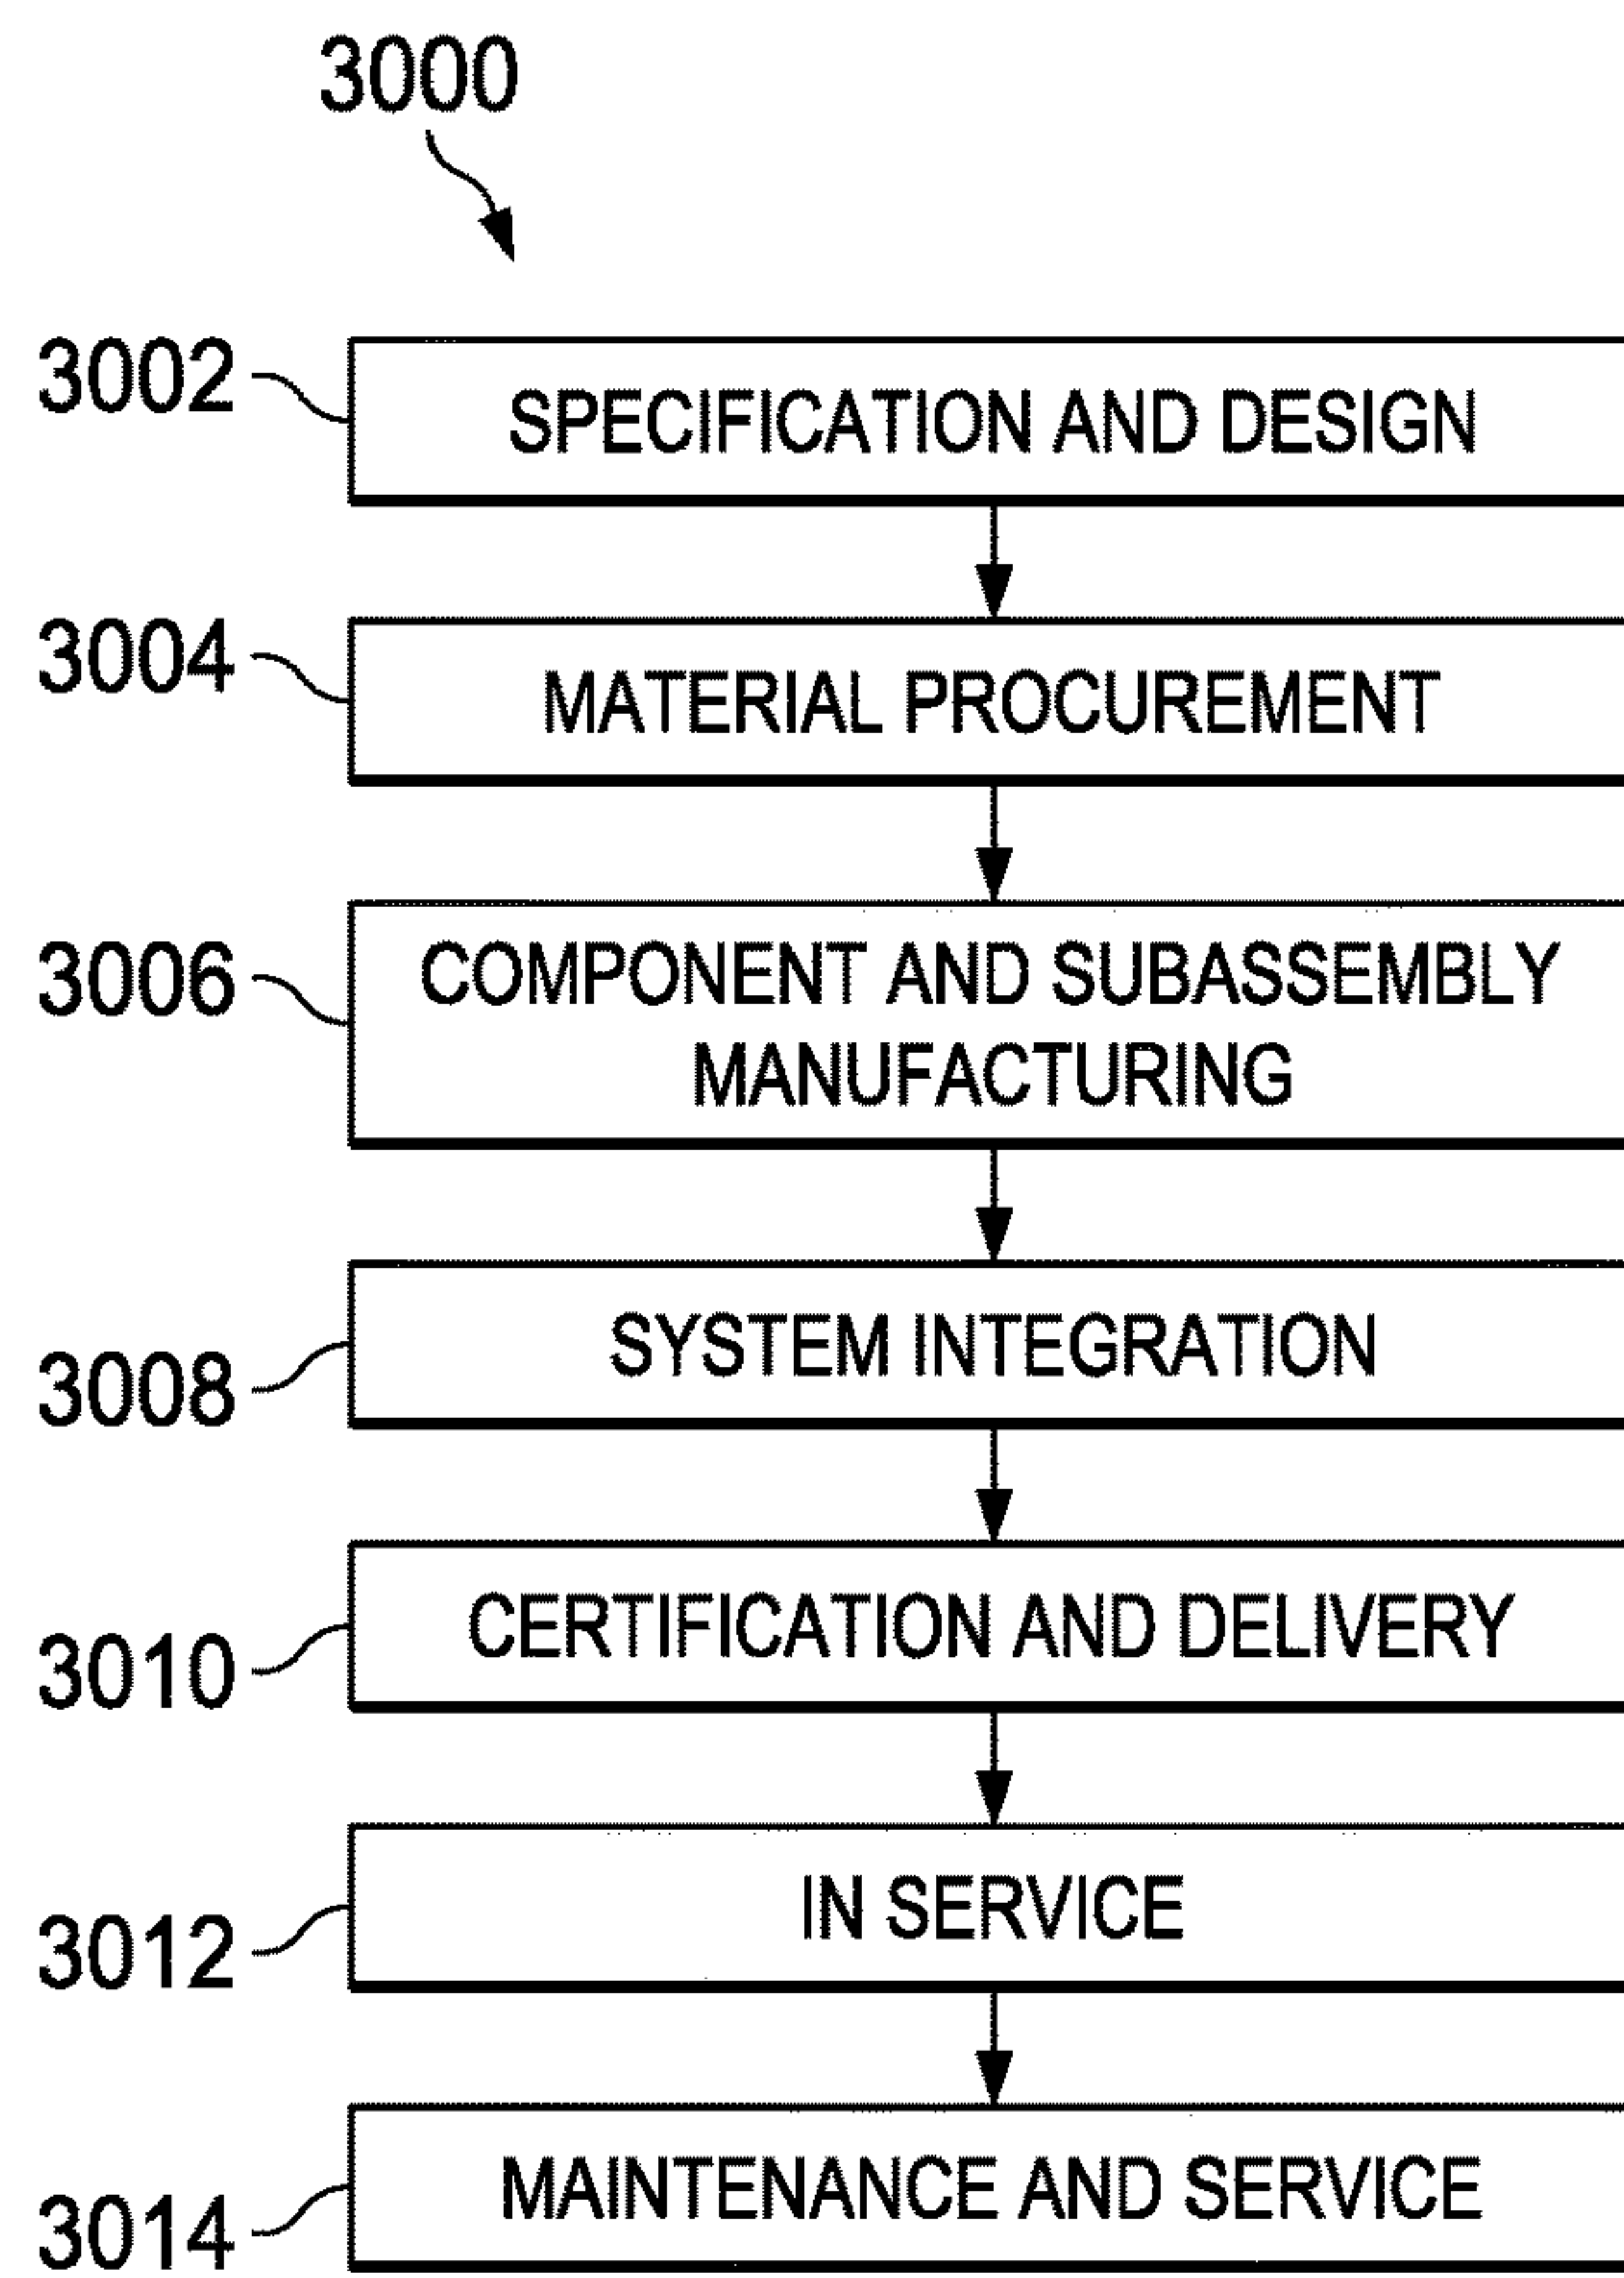 3000
3002
SPECIFICATION AND DESIGN
3004
MATERIAL PROCUREMENT
3006
COMPONENT AND SUBASSEMBLY
MANUFACTURING
3008
SYSTEM INTEGRATION
3010
CERTIFICATION AND DELIVERY
3012
IN SERVICE
3014
MAINTENANCE AND SERVICE